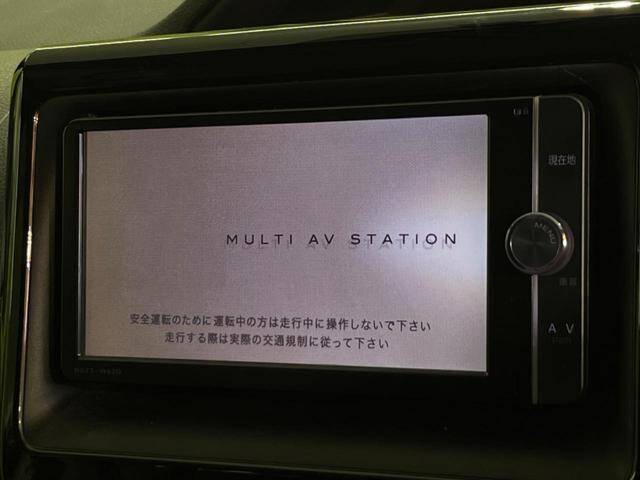 現在地
MULTI AV STATION
MENU
安全運転のために運転中の方は走行中に操作しないで下さい
走行する際は実際の交通規制に従って下さい
AV